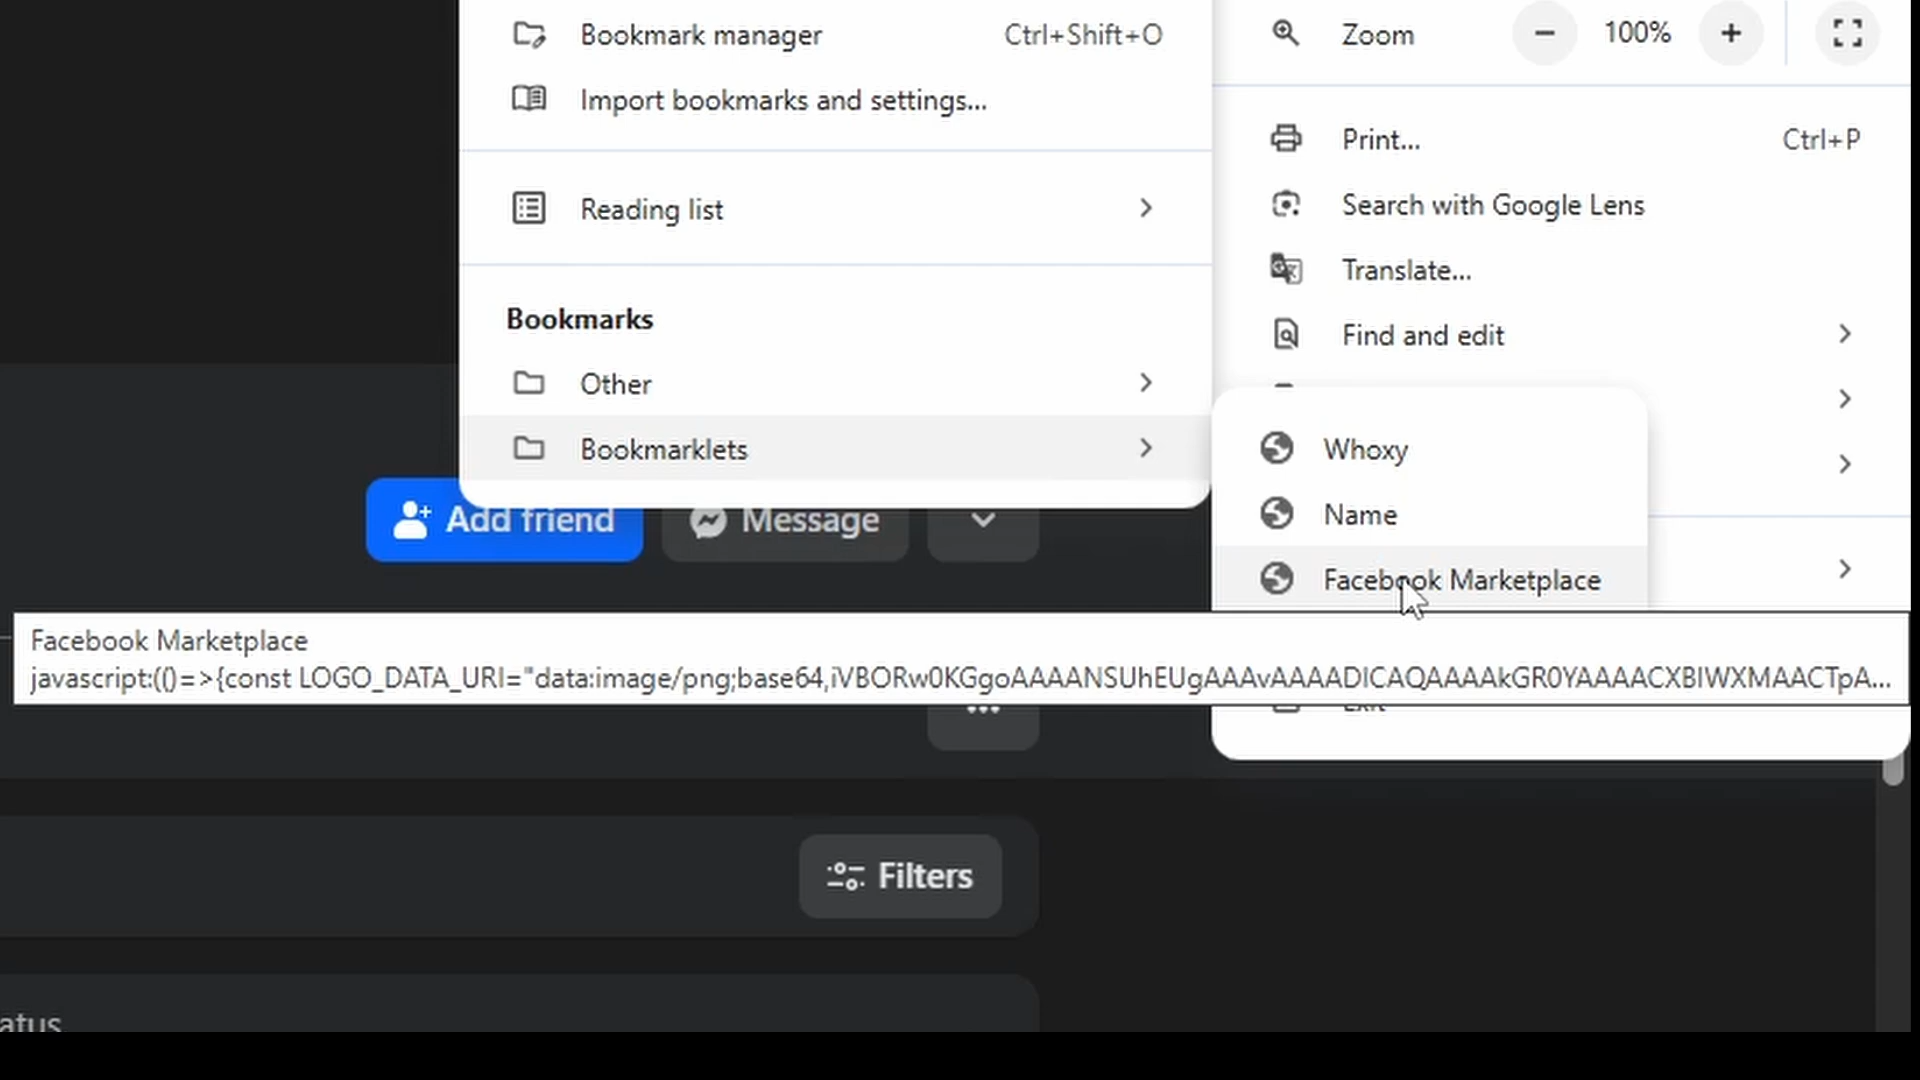 Bookmark manager Ctrl+Shift+O
Import bookmarks and settings...
Reading list
Bookmarks
Other
Bookmarklets
Zoom 100%
Print... Ctrl+P
Search with Google Lens
Translate...
Find and edit
Whoxy
Name
Facebook Marketplace
Add friend
Message
Facebook Marketplace
javascript:(()=>{const LOGO_DATA_URI="data:image/png;base64,iVBORw0KGgoAAAANSUhEUgAAAvAAAADICAQAAAAkGR0YAAAACXBIWXMAACTpA...
Exit
Filters
atus